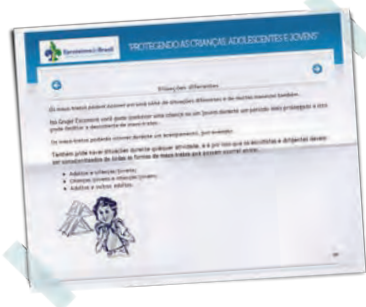 Escoteiros do Brasil
"PROTEGENDO AS CRIANÇAS, ADOLESCENTES E JOVENS"
Situações diferentes
Os maus tratos podem ocorrer em uma série de situações diferentes e de muitas maneiras também.
No Grupo Escoteiro você pode observar uma criança ou um jovem durante um período mais prolongado e isto
pode facilitar a descoberta de maus tratos.
Os maus tratos poderão ocorrer durante um acampamento, por exemplo.
Também pode haver situações durante qualquer atividade, e é por isso que os escotistas e dirigentes devem
ser conscientizados de todas as formas de maus tratos que possam ocorrer entre:
• Adultos e crianças/jovens;
• Crianças/jovens e crianças/jovens;
• Adultos e outros adultos.